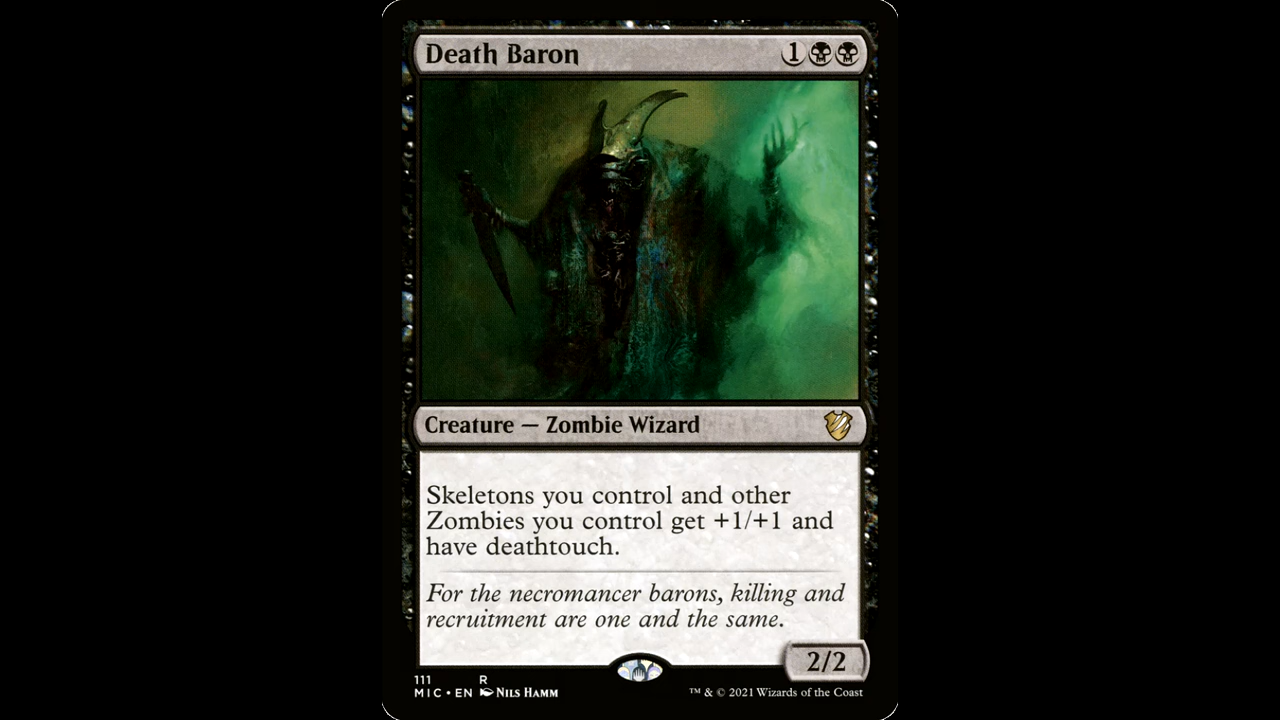 Death Baron 1
Creature — Zombie Wizard
Skeletons you control and other
Zombies you control get +1/+1 and
have deathtouch.
For the necromancer barons, killing and
recruitment are one and the same.
2/2
111 R
MIC • EN Nils Hamm ™ & © 2021 Wizards of the Coast